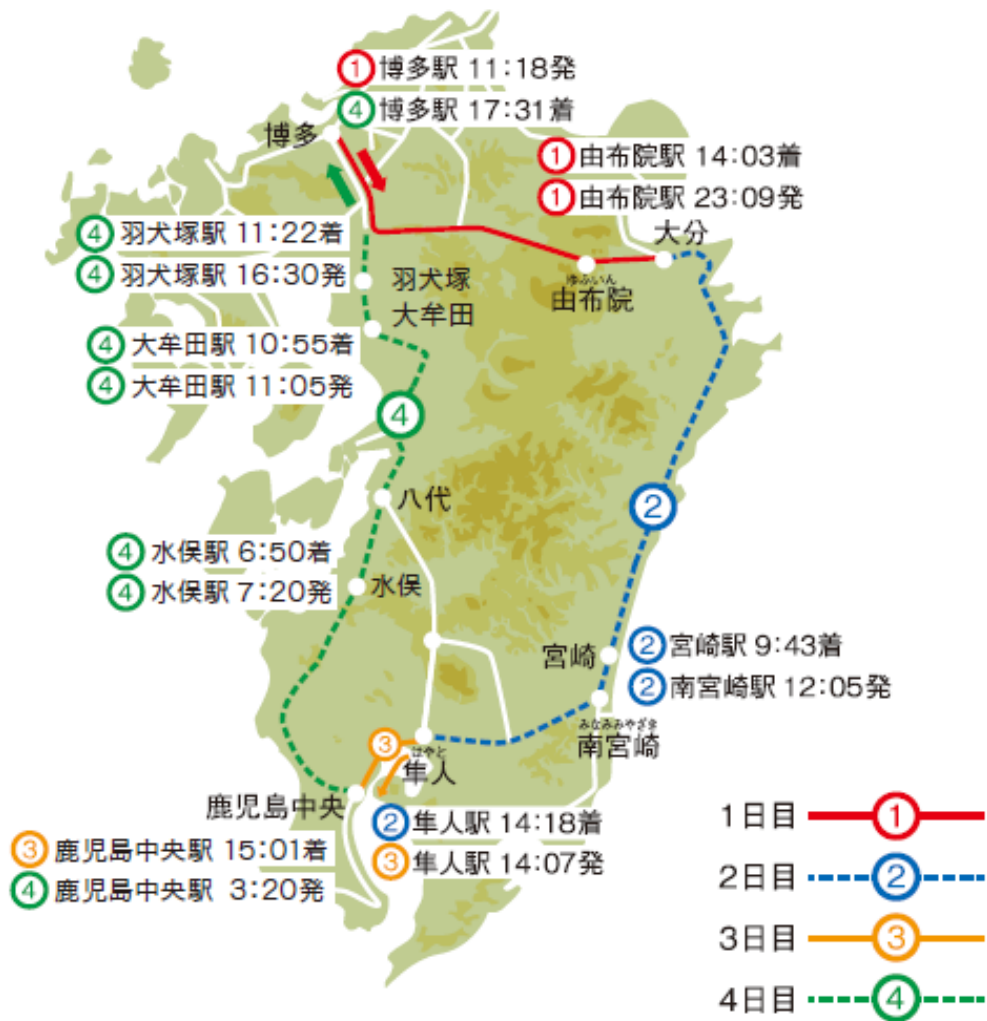 ① 博多駅 11:18発
④ 博多駅 17:31着
博多
① 由布院駅 14:03着
① 由布院駅 23:09発
大分
ゆふいん
由布院
④ 羽犬塚駅 11:22着
④ 羽犬塚駅 16:30発
羽犬塚
大牟田
④ 大牟田駅 10:55着
④ 大牟田駅 11:05発
④
②
八代
④ 水俣駅 6:50着
④ 水俣駅 7:20発
水俣
宮崎
② 宮崎駅 9:43着
② 南宮崎駅 12:05発
みなみみやざき
南宮崎
③
はやと
隼人
鹿児島中央
② 隼人駅 14:18着
③ 隼人駅 14:07発
③ 鹿児島中央駅 15:01着
④ 鹿児島中央駅 3:20発
1日目 ①
2日目 ②
3日目 ③
4日目 ④